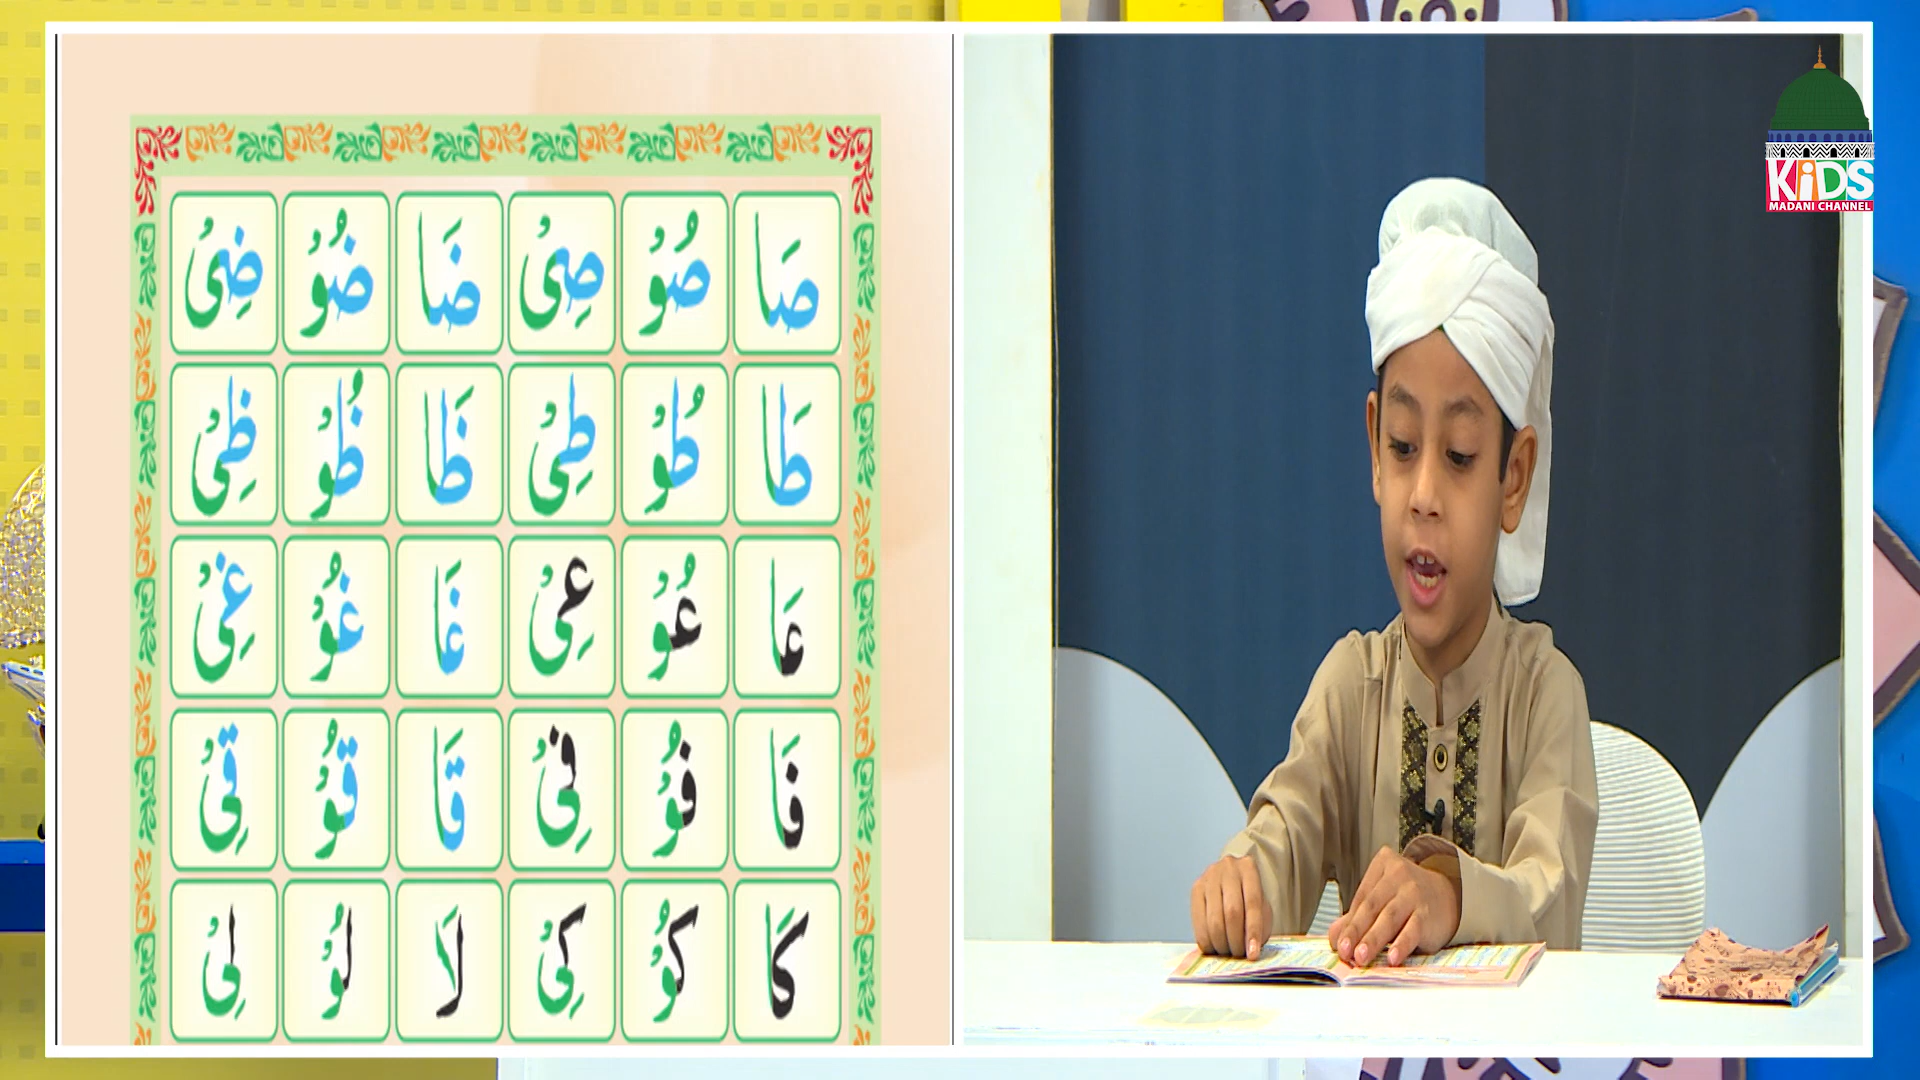 صَا صُوْ صِیْ ضَا ضُوْ ضِیْ
طَا طُوْ طِیْ ظَا ظُوْ ظِیْ
عَا عُوْ عِیْ غَا غُوْ غِیْ
فَا فُوْ فِیْ قَا قُوْ قِیْ
كَا كُوْ كِیْ لَا لُوْ لِیْ
KiDS
MADANI CHANNEL